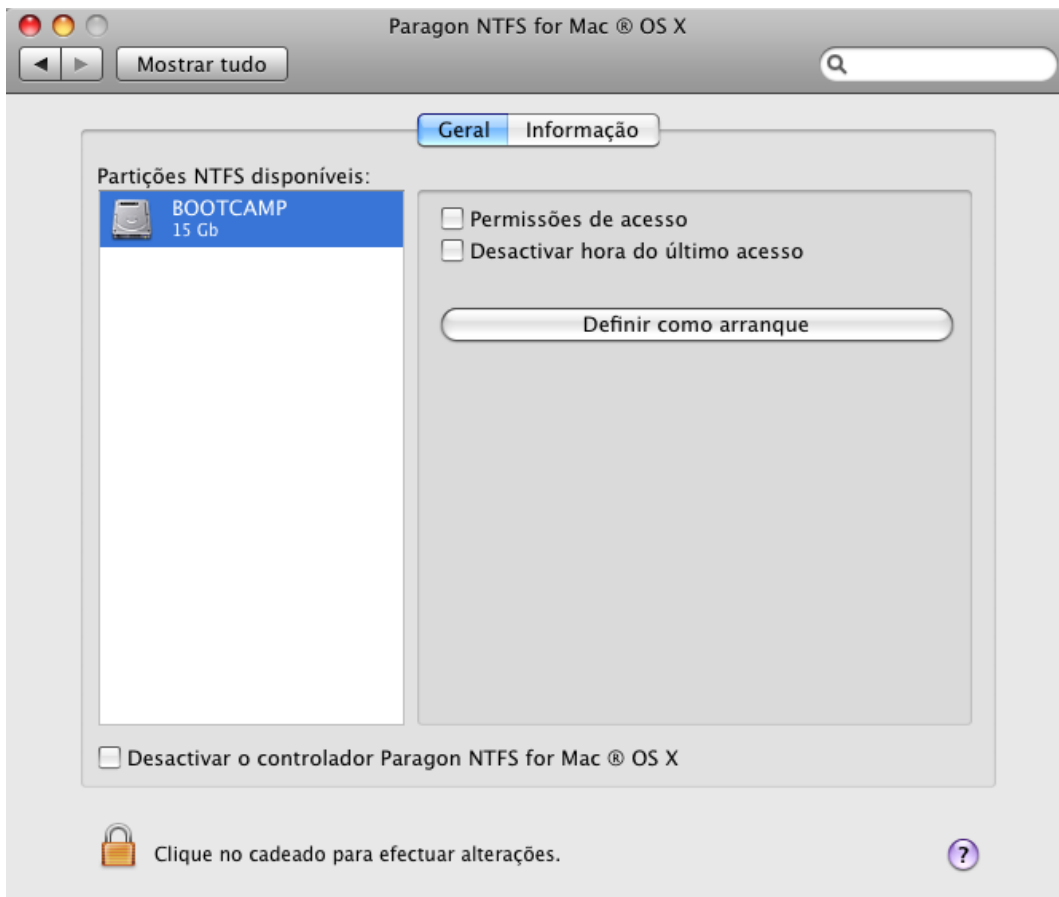 Paragon NTFS for Mac ® OS X
Mostrar tudo
Geral Informação
Partições NTFS disponíveis:
BOOTCAMP
15 Gb
Permissões de acesso
Desactivar hora do último acesso
Definir como arranque
Desactivar o controlador Paragon NTFS for Mac ® OS X
Clique no cadeado para efectuar alterações.
?